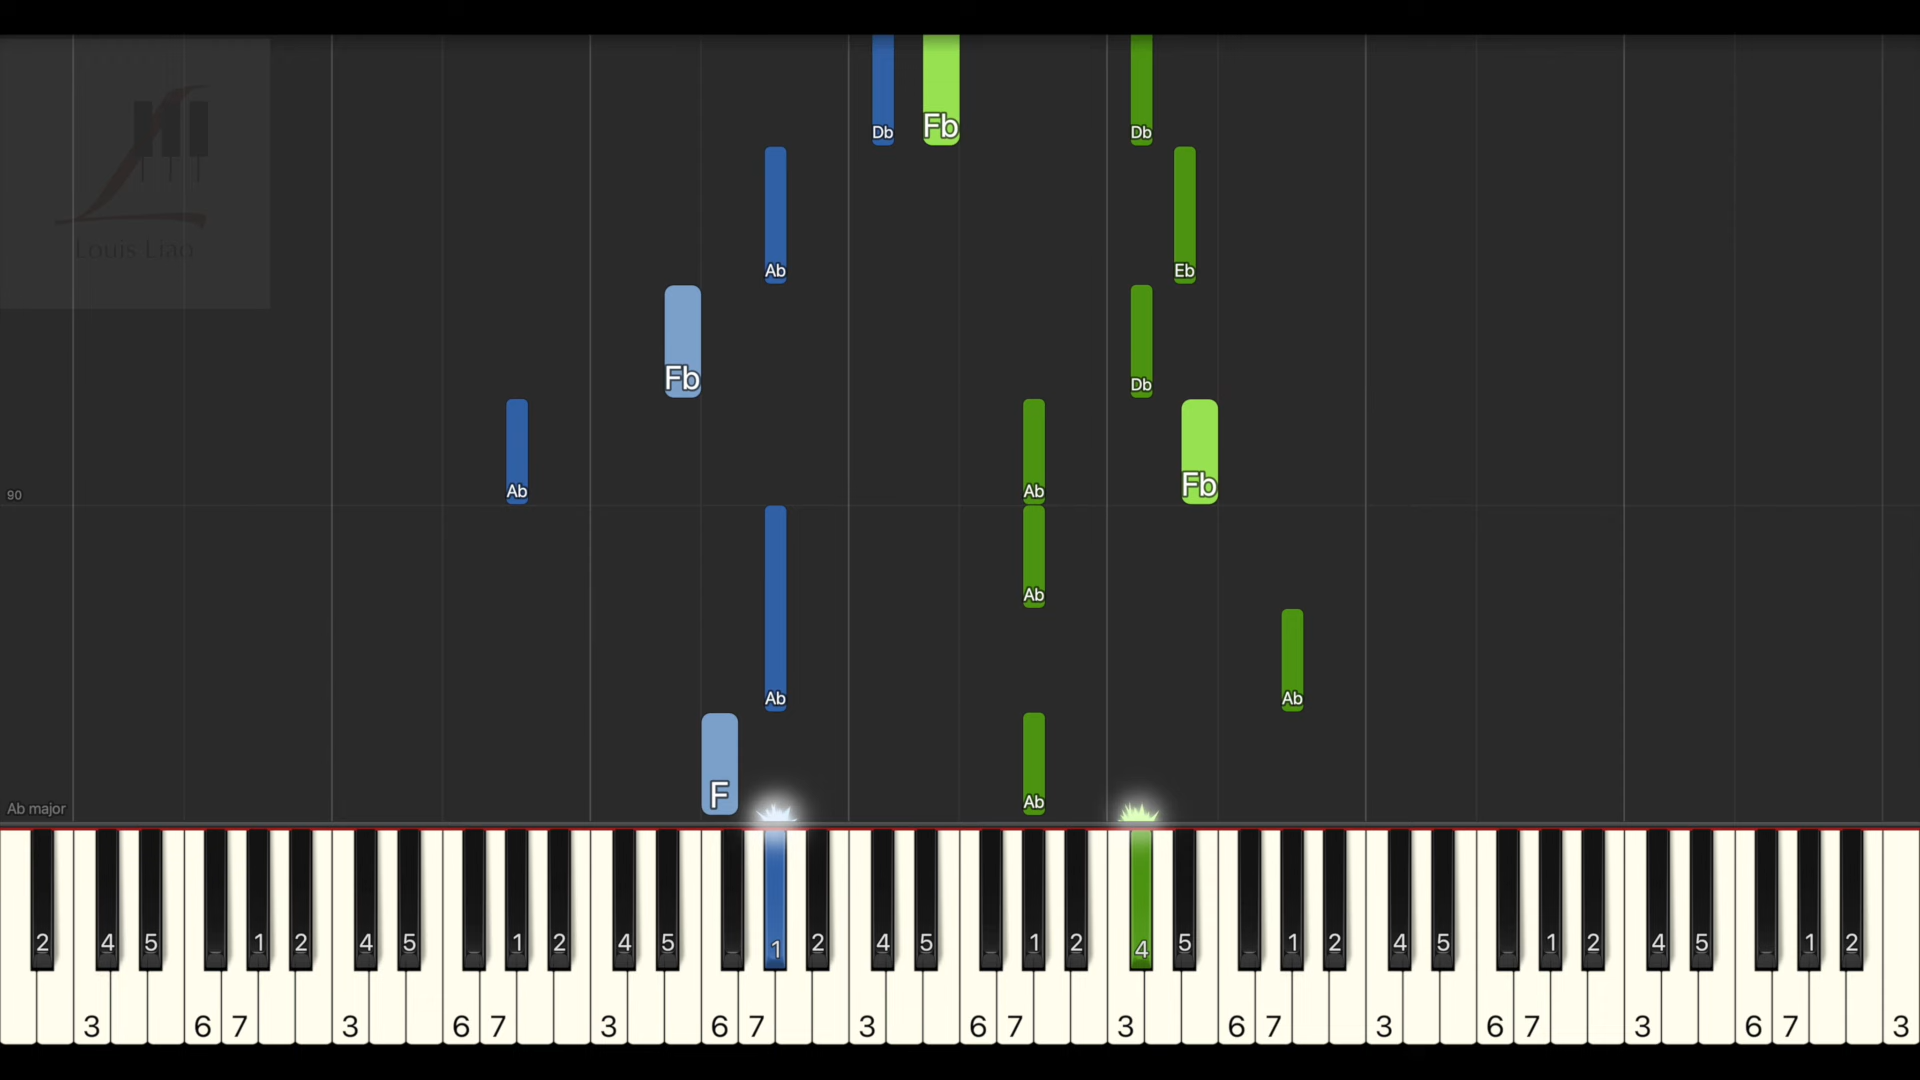 Db Fb Db
Ab Eb
Louis Liao
Fb Db
Ab Ab Fb
90
Ab
Ab Ab
F Ab
Ab major
2 4 5 1 2 4 5 1 2 4 5 1 2 4 5 1 2 4 5 1 2 4 5 1 2 4 5 1 2
3 6 7 3 6 7 3 6 7 3 6 7 3 6 7 3 6 7 3 6 7 3